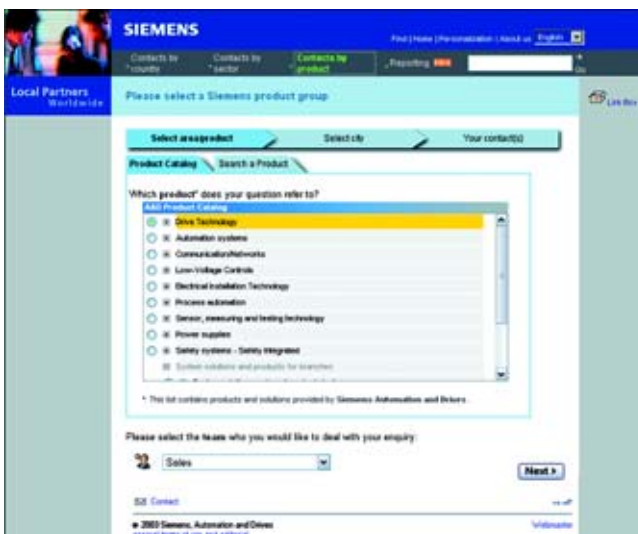 SIEMENS
Find | Home | Personalization | About us English
Contacts by country
Contacts by sector
Contacts by product
Reporting
Go
Local Partners
Worldwide
Please select a Siemens product group
Link Box
Select area/product
Select city
Your contact(s)
Product Catalog
Search a Product
Which product* does your question refer to?
A&D Product Catalog
Drive Technology
Automation systems
Communication/Networks
Low-Voltage Controls
Electrical Installation Technology
Process automation
Sensor, measuring and testing technology
Power supplies
Safety systems - Safety Integrated
System solutions and products for branches
* This list contains products and solutions provided by Siemens Automation and Drives.
Please select the team who you would like to deal with your enquiry:
Sales
Next >
Contact
© 2003 Siemens, Automation and Drives
Webmaster